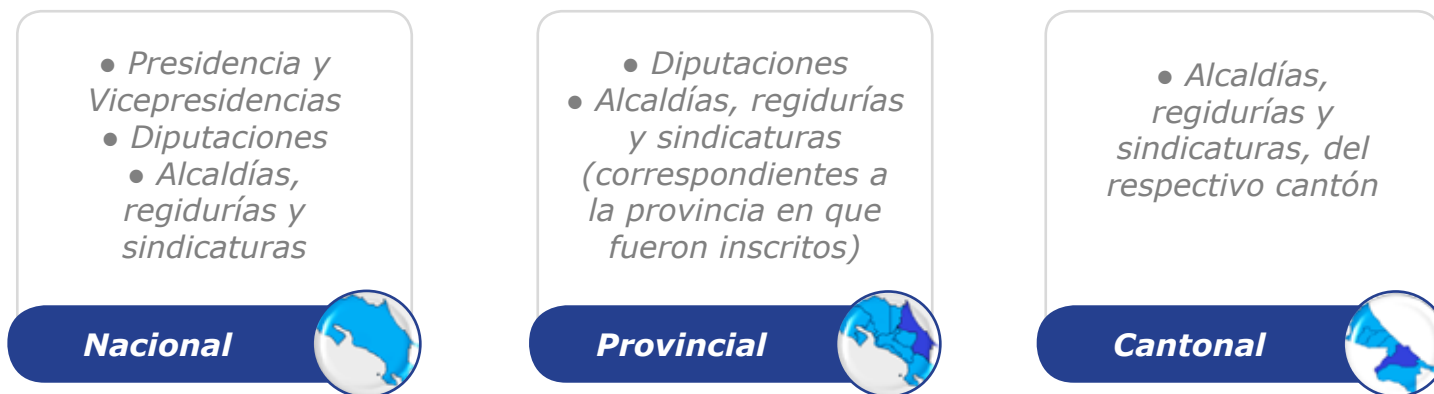 ● Presidencia y
Vicepresidencias
● Diputaciones
● Alcaldías,
regidurías y
sindicaturas
Nacional
● Diputaciones
● Alcaldías, regidurías
y sindicaturas
(correspondientes a
la provincia en que
fueron inscritos)
Provincial
● Alcaldías,
regidurías y
sindicaturas, del
respectivo cantón
Cantonal